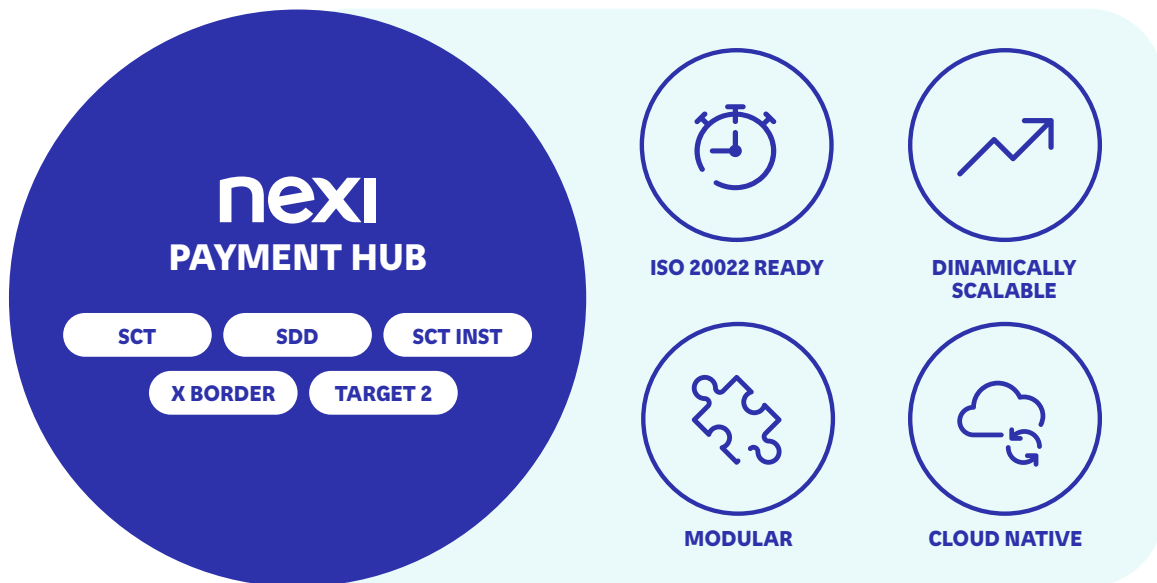 nexi
PAYMENT HUB
SCT
SDD
SCT INST
X BORDER
TARGET 2
ISO 20022 READY
DINAMICALLY
SCALABLE
MODULAR
CLOUD NATIVE